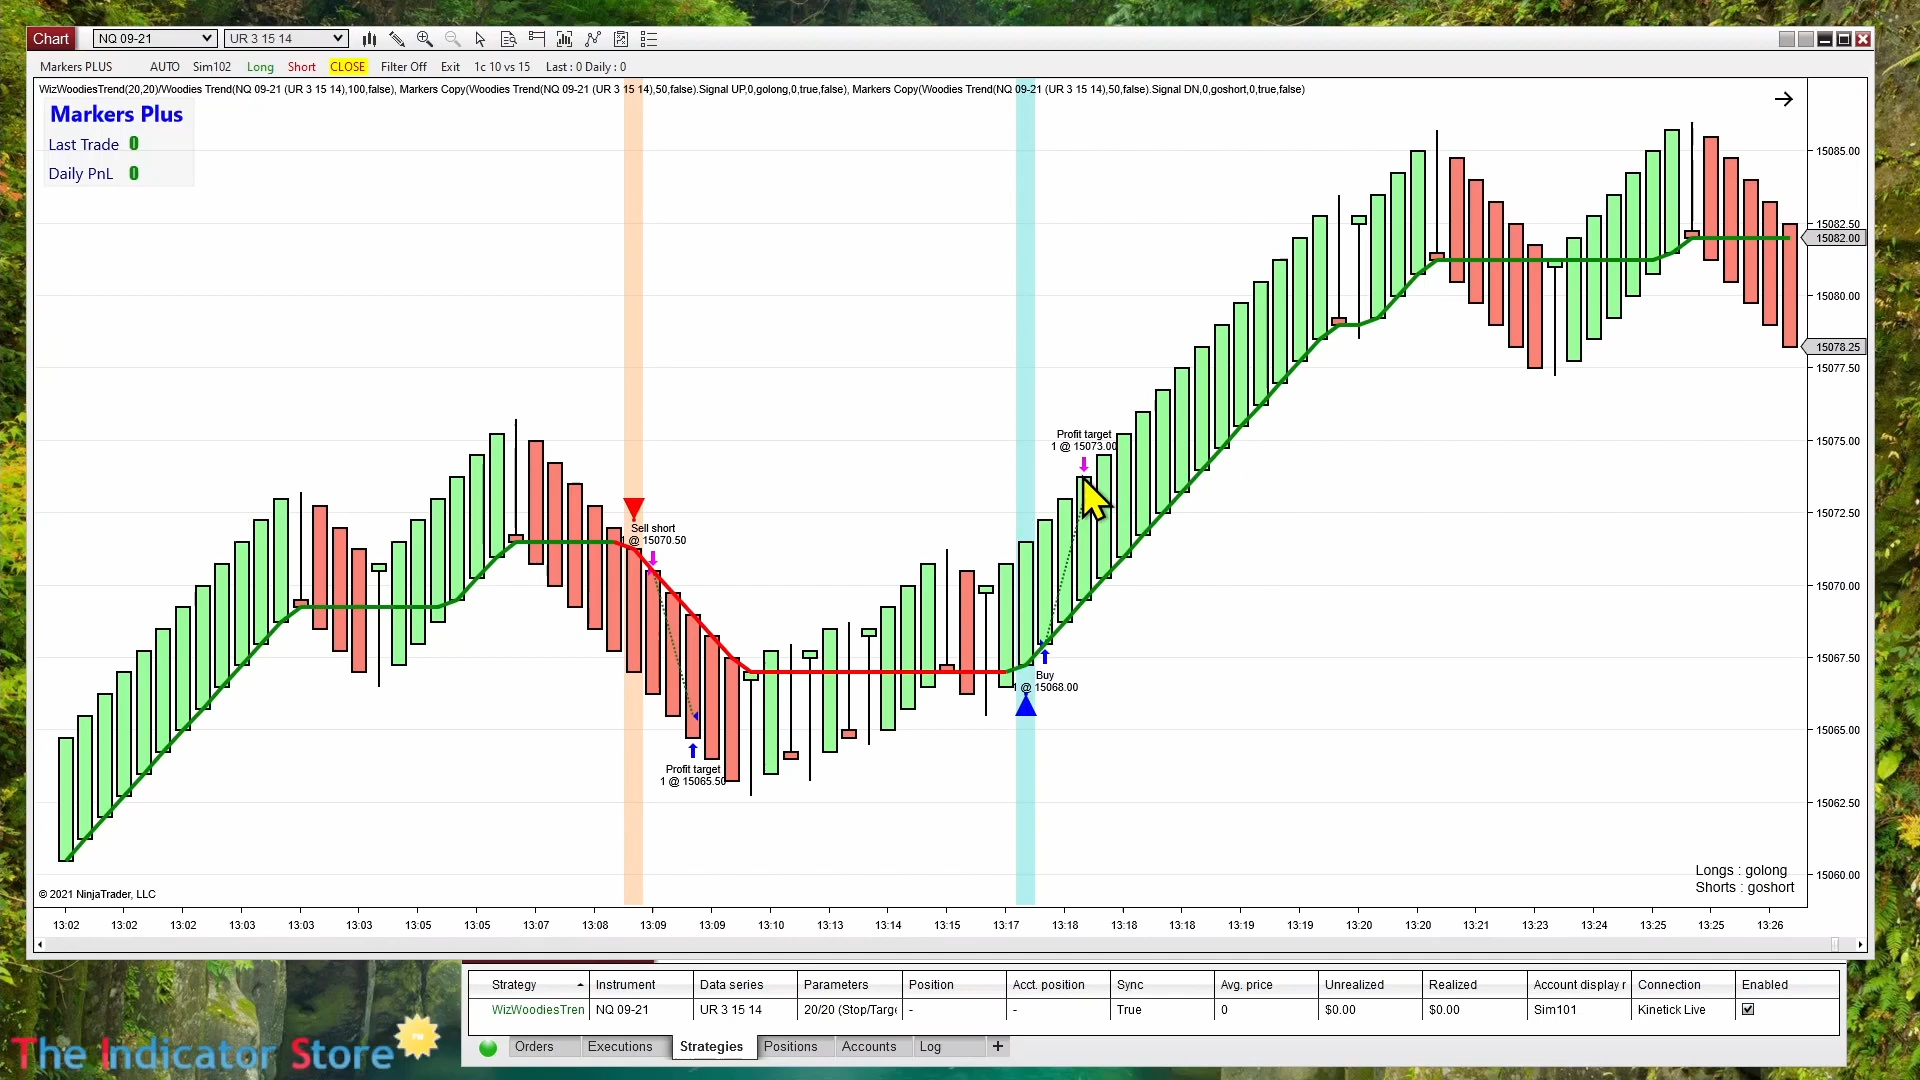 Chart NQ 09-21 UR 3 15 14
Markers PLUS AUTO Sim102 Long Short CLOSE Filter Off Exit 1c 10 vs 15 Last : 0 Daily : 0
WizWoodiesTrend(20,20)/Woodies Trend(NQ 09-21 (UR 3 15 14),100,false), Markers Copy(Woodies Trend(NQ 09-21 (UR 3 15 14),50,false).Signal UP,0,golong,0,true,false), Markers Copy(Woodies Trend(NQ 09-21 (UR 3 15 14),50,false).Signal DN,0,goshort,0,true,false)
Markers Plus
Last Trade 0
Daily PnL 0
15085.00
15082.50
15082.00
15080.00
15078.25
15077.50
15075.00
15072.50
15070.00
15067.50
15065.00
15062.50
15060.00
Profit target
1 @ 15073.00
Sell short
1 @ 15070.50
Buy
1 @ 15068.00
Profit target
1 @ 15065.50
Longs : golong
Shorts : goshort
© 2021 NinjaTrader, LLC
13:02 13:02 13:02 13:03 13:03 13:05 13:05 13:07 13:08 13:09 13:09 13:10 13:13 13:14 13:15 13:17 13:18 13:18 13:18 13:19 13:19 13:20 13:20 13:21 13:23 13:25 13:25 13:26
Strategy Instrument Data series Parameters Position Acct. position Sync Avg. price Unrealized Realized Account display r Connection Enabled
WizWoodiesTren NQ 09-21 UR 3 15 14 20/20 (Stop/Targe - - True 0 $0.00 $0.00 Sim101 Kinetick Live
Orders Executions Strategies Positions Accounts Log +
The Indicator Store